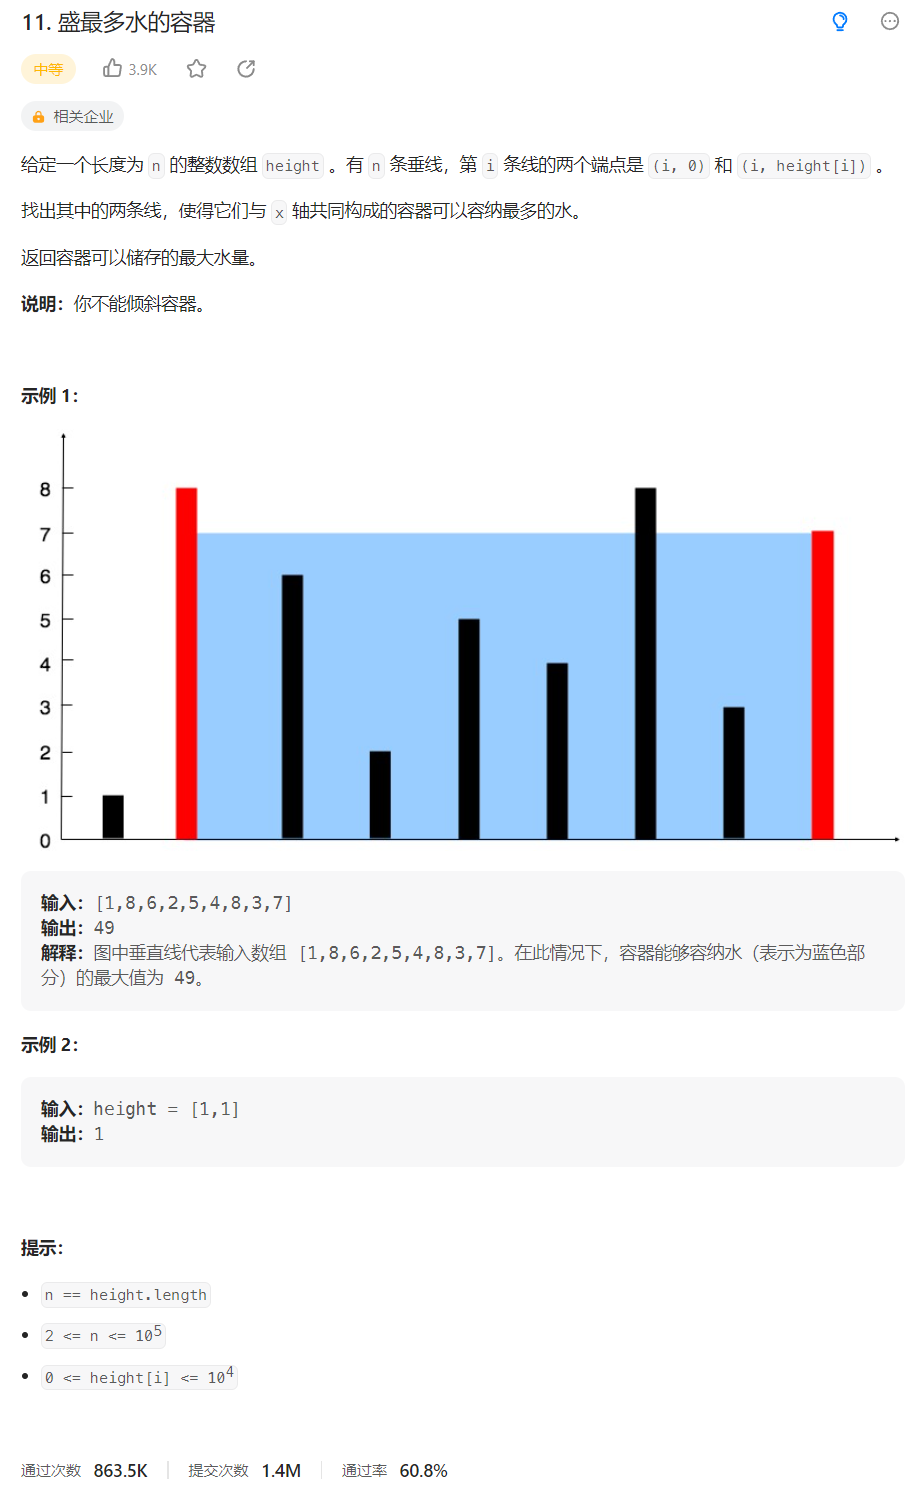 11. 盛最多水的容器
中等 3.9K
相关企业
给定一个长度为 n 的整数数组 height 。有 n 条垂线，第 i 条线的两个端点是 (i, 0) 和 (i, height[i]) 。
找出其中的两条线，使得它们与 x 轴共同构成的容器可以容纳最多的水。
返回容器可以储存的最大水量。
说明：你不能倾斜容器。
示例 1：
8
7
6
5
4
3
2
1
0
输入：[1,8,6,2,5,4,8,3,7]
输出：49
解释：图中垂直线代表输入数组 [1,8,6,2,5,4,8,3,7]。在此情况下，容器能够容纳水（表示为蓝色部
分）的最大值为 49。
示例 2：
输入：height = [1,1]
输出：1
提示：
• n == height.length
• 2 <= n <= 10⁵
• 0 <= height[i] <= 10⁴
通过次数 863.5K 提交次数 1.4M 通过率 60.8%